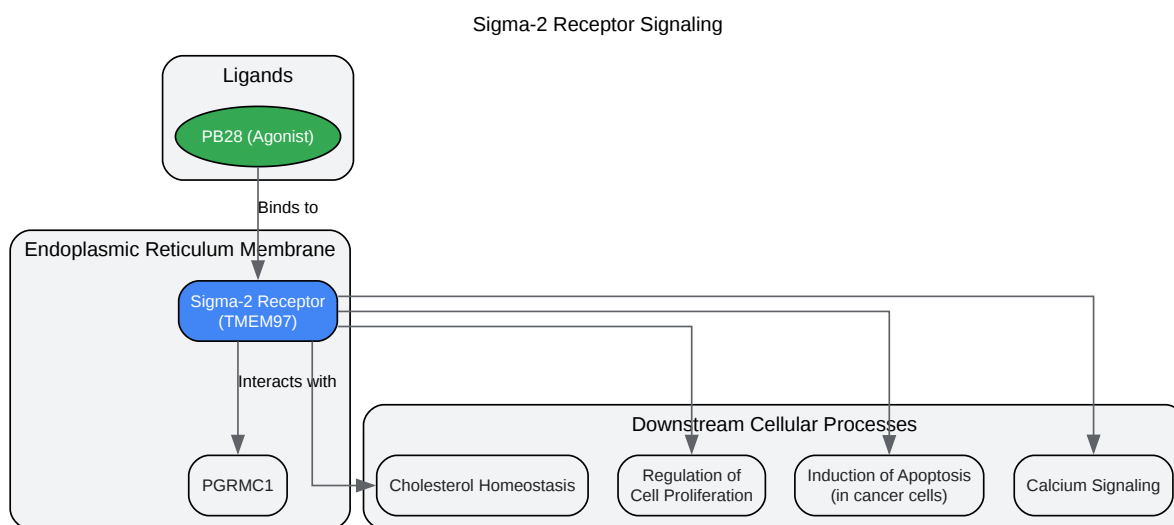 Sigma-2 Receptor Signaling
Ligands
PB28 (Agonist)
Binds to
Endoplasmic Reticulum Membrane
Sigma-2 Receptor
(TMEM97)
Interacts with
Downstream Cellular Processes
PGRMC1
Cholesterol Homeostasis
Regulation of
Cell Proliferation
Induction of Apoptosis
(in cancer cells)
Calcium Signaling